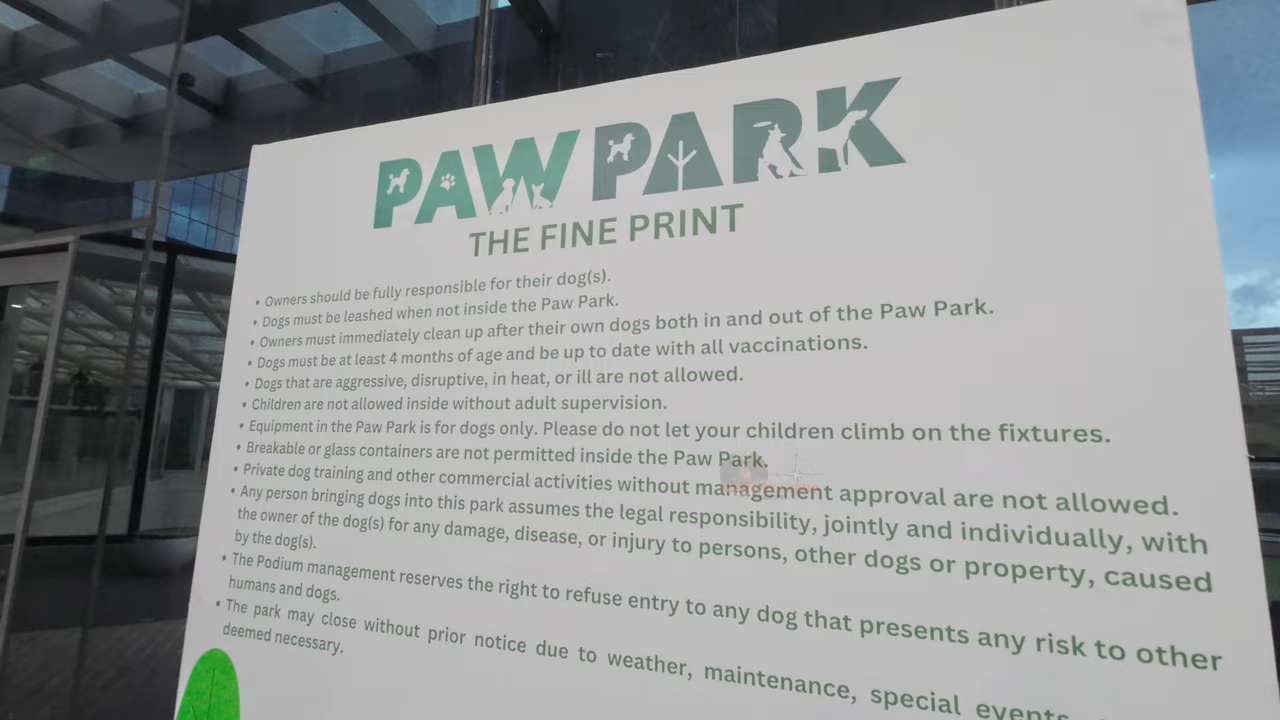 PAW PARK
THE FINE PRINT
• Owners should be fully responsible for their dog(s).
• Dogs must be leashed when not inside the Paw Park.
• Owners must immediately clean up after their own dogs both in and out of the Paw Park.
• Dogs must be at least 4 months of age and be up to date with all vaccinations.
• Dogs that are aggressive, disruptive, in heat, or ill are not allowed.
• Children are not allowed inside without adult supervision.
• Equipment in the Paw Park is for dogs only. Please do not let your children climb on the fixtures.
• Breakable or glass containers are not permitted inside the Paw Park.
• Private dog training and other commercial activities without management approval are not allowed.
• Any person bringing dogs into this park assumes the legal responsibility, jointly and individually, with
the owner of the dog(s) for any damage, disease, or injury to persons, other dogs or property, caused
by the dog(s).
• The Podium management reserves the right to refuse entry to any dog that presents any risk to other
humans and dogs.
• The park may close without prior notice due to weather, maintenance, special events
deemed necessary.